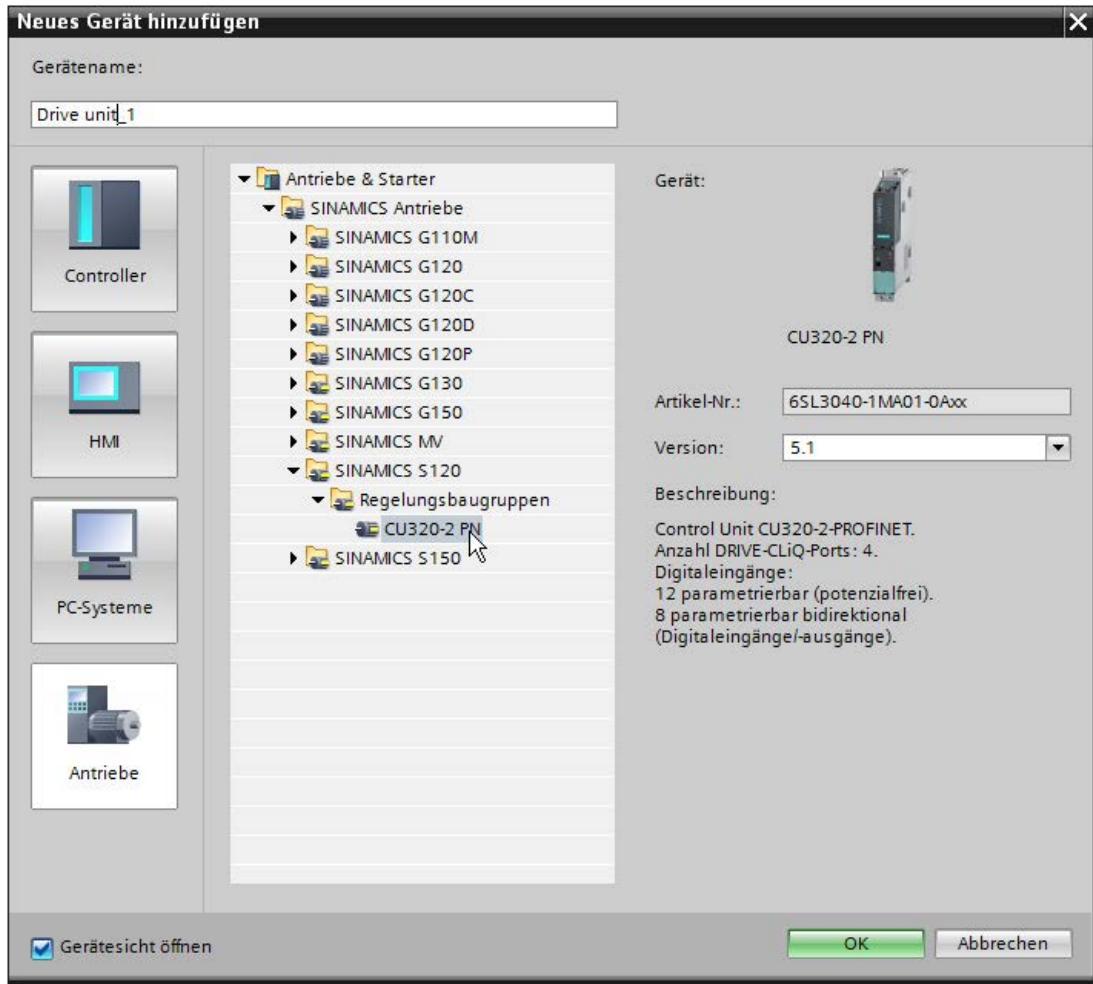 Neues Gerät hinzufügen
Gerätename:
Drive unit_1
Controller
HMI
PC-Systeme
Antriebe
Antriebe & Starter
SINAMICS Antriebe
SINAMICS G110M
SINAMICS G120
SINAMICS G120C
SINAMICS G120D
SINAMICS G120P
SINAMICS G130
SINAMICS G150
SINAMICS MV
SINAMICS S120
Regelungsbaugruppen
CU320-2 PN
SINAMICS S150
Gerät:
CU320-2 PN
Artikel-Nr.: 6SL3040-1MA01-0Axx
Version: 5.1
Beschreibung:
Control Unit CU320-2-PROFINET.
Anzahl DRIVE-CLiQ-Ports: 4.
Digitaleingänge:
12 parametrierbar (potenzialfrei).
8 parametrierbar bidirektional
(Digitaleingänge/-ausgänge).
Gerätesicht öffnen
OK
Abbrechen